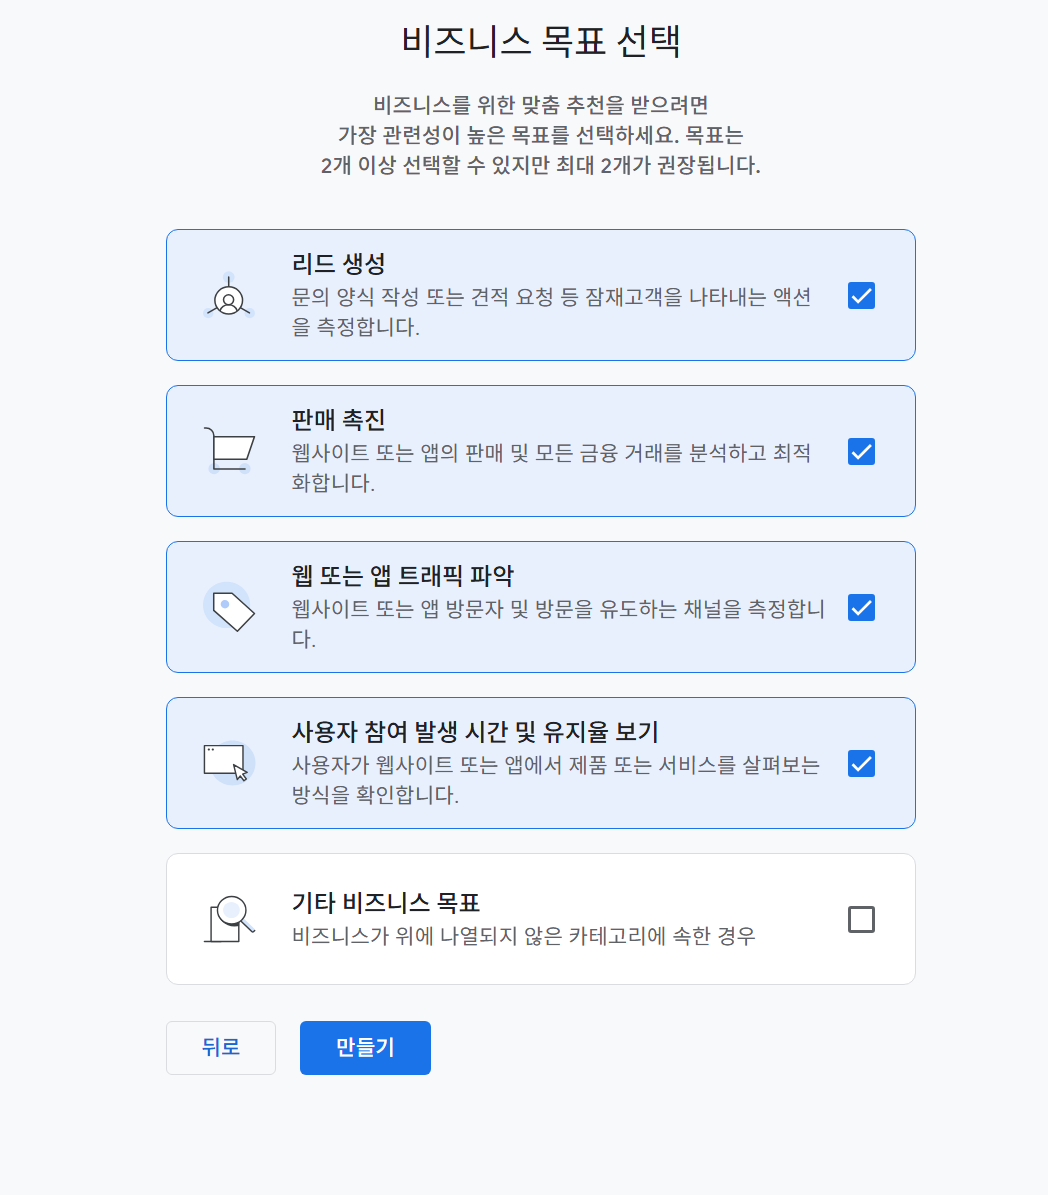 비즈니스 목표 선택
비즈니스를 위한 맞춤 추천을 받으려면
가장 관련성이 높은 목표를 선택하세요. 목표는
2개 이상 선택할 수 있지만 최대 2개가 권장됩니다.
리드 생성
문의 양식 작성 또는 견적 요청 등 잠재고객을 나타내는 액션
을 측정합니다.
판매 촉진
웹사이트 또는 앱의 판매 및 모든 금융 거래를 분석하고 최적
화합니다.
웹 또는 앱 트래픽 파악
웹사이트 또는 앱 방문자 및 방문을 유도하는 채널을 측정합니
다.
사용자 참여 발생 시간 및 유지율 보기
사용자가 웹사이트 또는 앱에서 제품 또는 서비스를 살펴보는
방식을 확인합니다.
기타 비즈니스 목표
비즈니스가 위에 나열되지 않은 카테고리에 속한 경우
뒤로
만들기